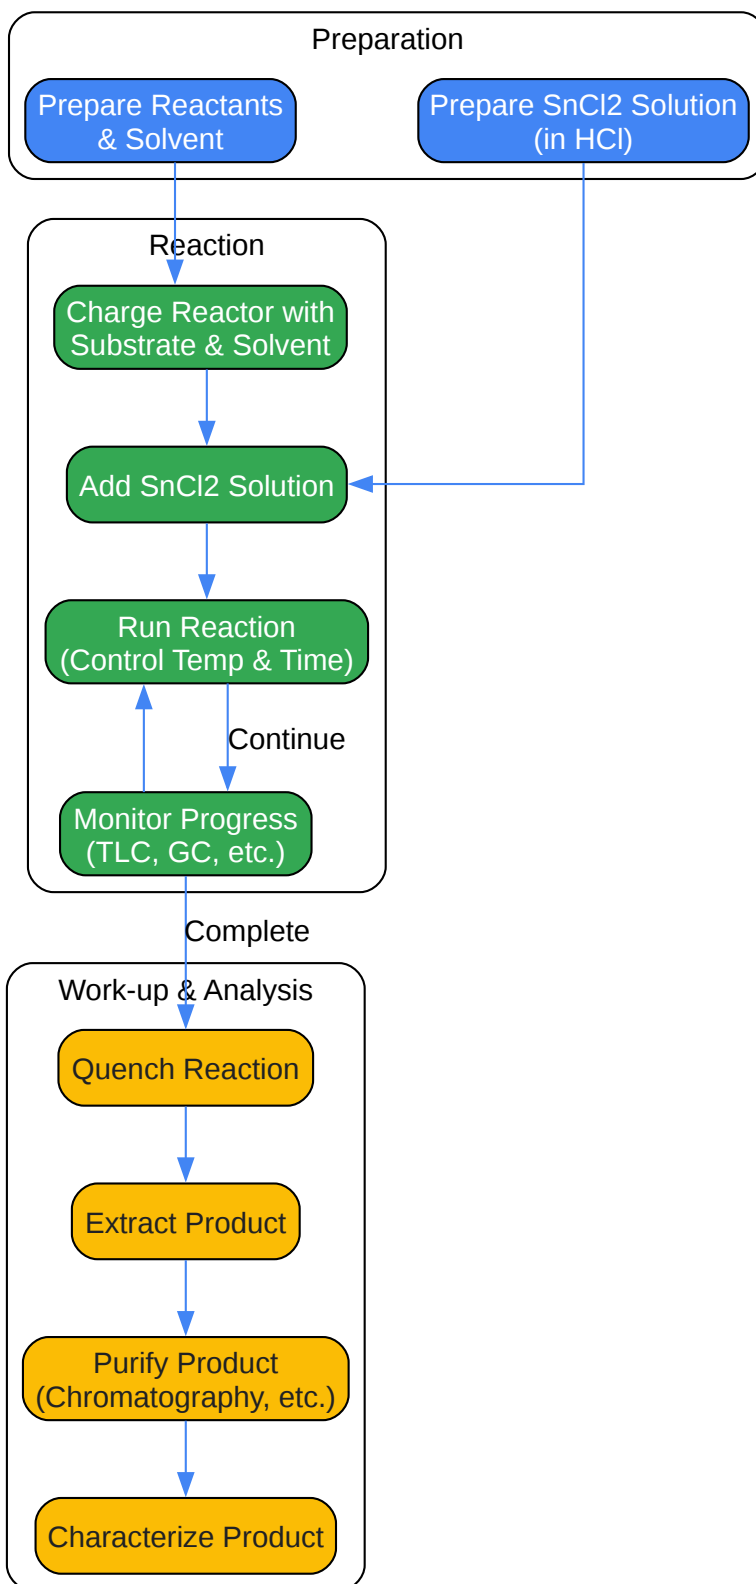 Preparation
Prepare Reactants
& Solvent
Prepare SnCl2 Solution
(in HCl)
Reaction
Charge Reactor with
Substrate & Solvent
Add SnCl2 Solution
Run Reaction
(Control Temp & Time)
Continue
Monitor Progress
(TLC, GC, etc.)
Complete
Work-up & Analysis
Quench Reaction
Extract Product
Purify Product
(Chromatography, etc.)
Characterize Product